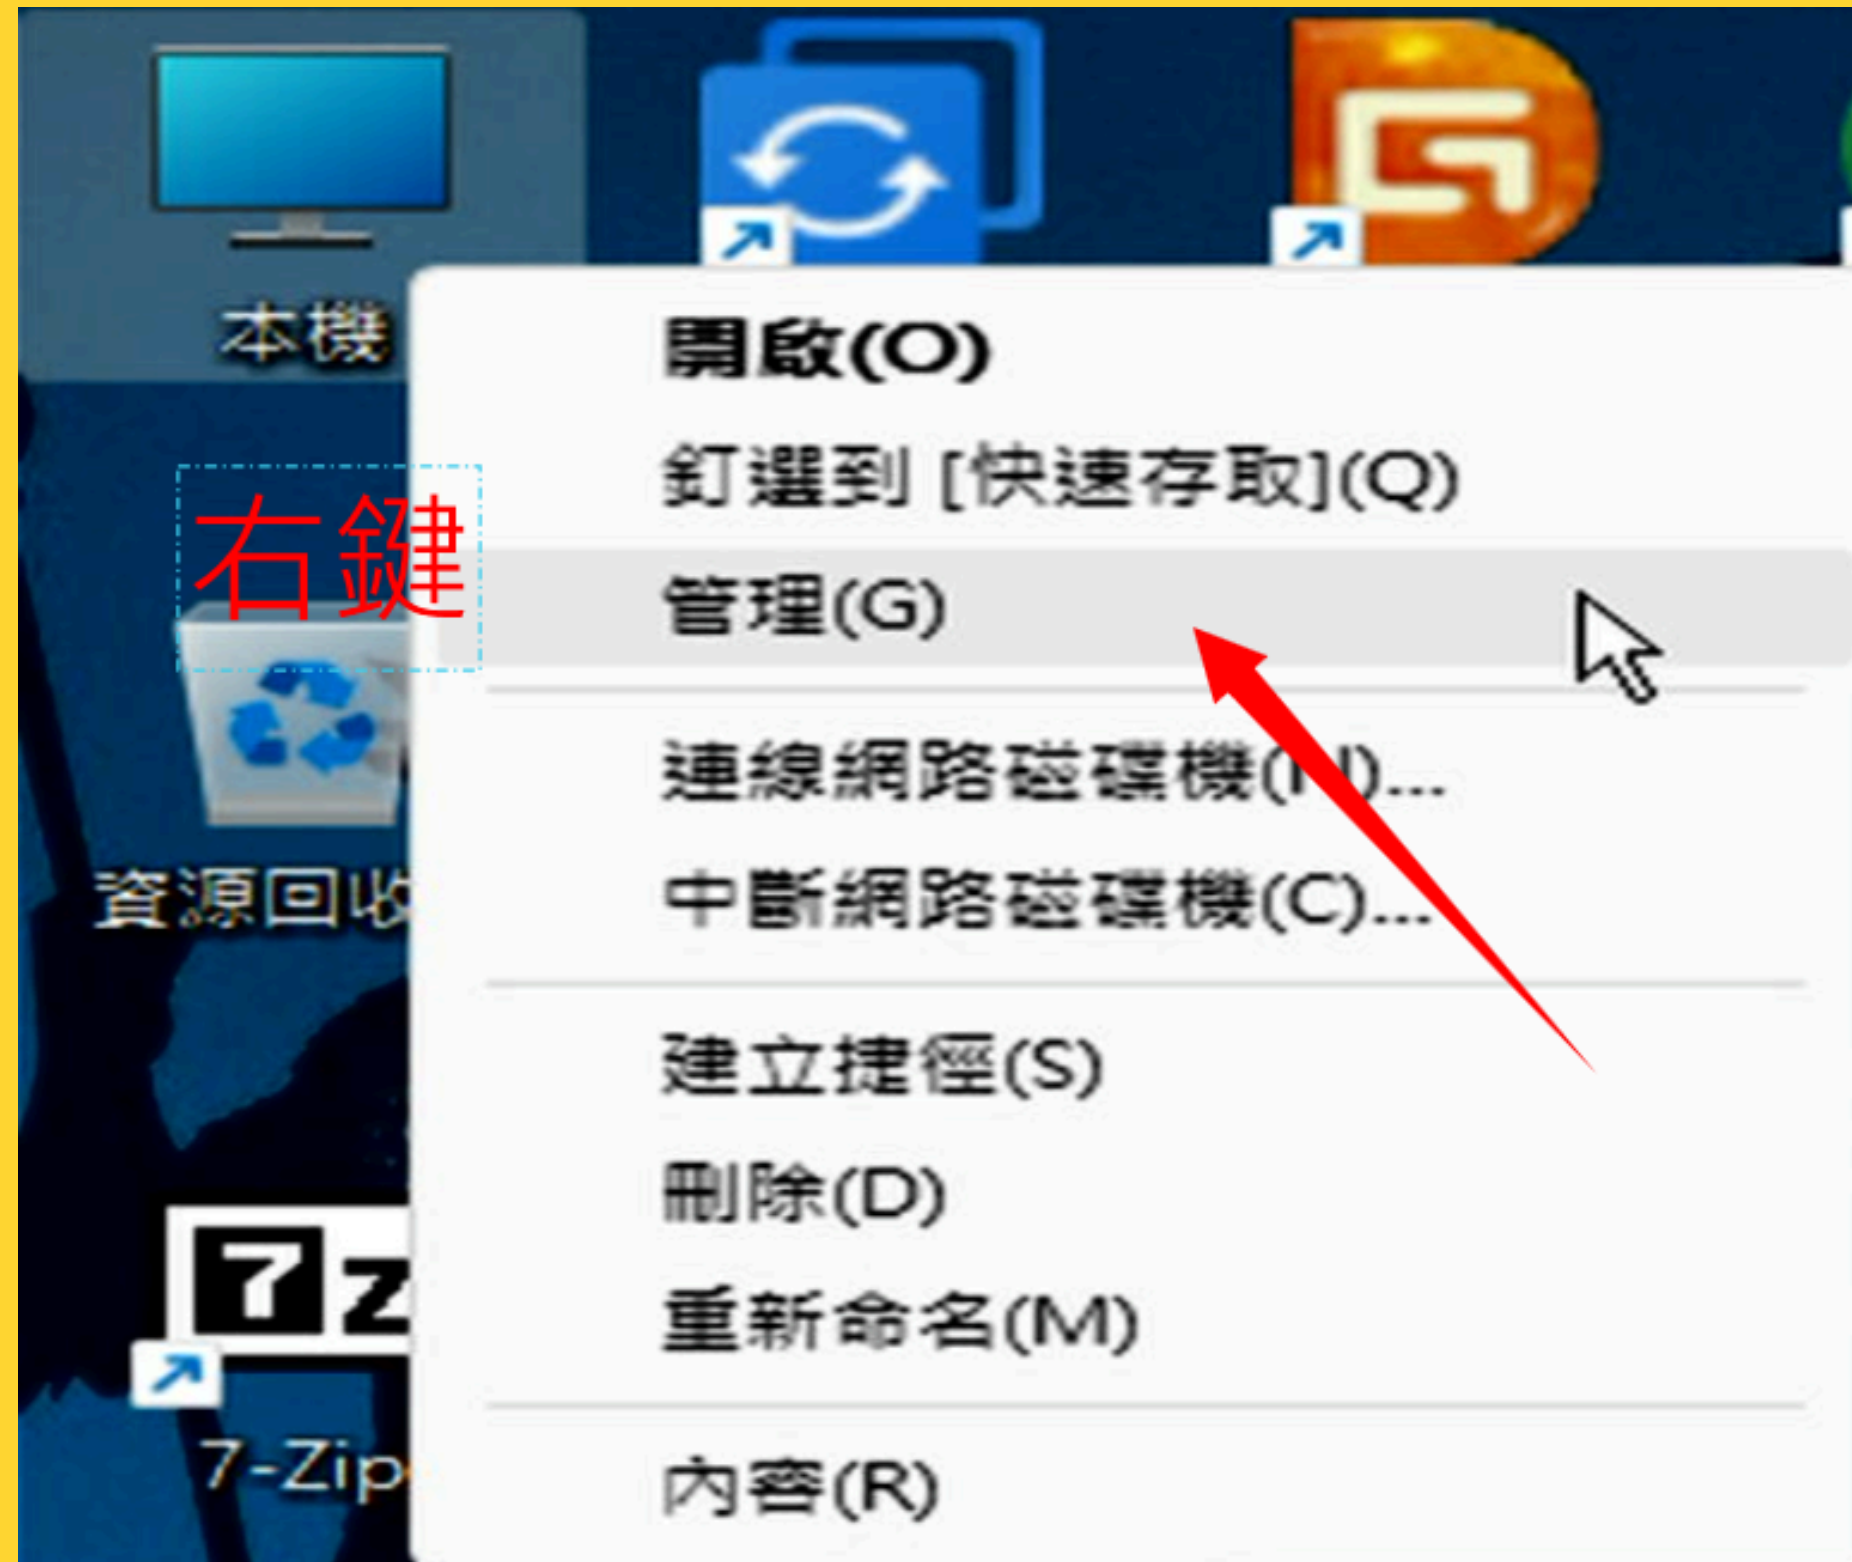 本機
開啟(O)
釘選到 [快速存取](Q)
右鍵
管理(G)
連線網路磁碟機(N)...
中斷網路磁碟機(C)...
資源回收
建立捷徑(S)
刪除(D)
重新命名(M)
7z
7-Zip
內容(R)